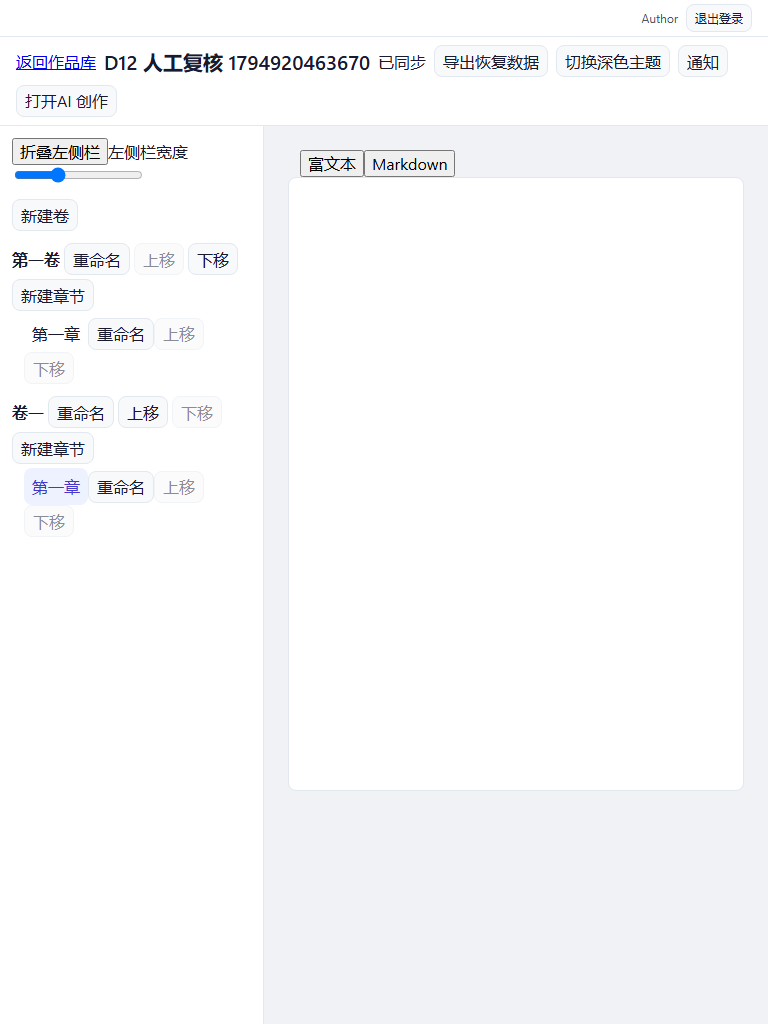 Author 退出登录
返回作品库 D12 人工复核 1794920463670 已同步 导出恢复数据 切换深色主题 通知
打开AI 创作
折叠左侧栏 左侧栏宽度
新建卷
第一卷 重命名 上移 下移
新建章节
第一章 重命名 上移
下移
卷一 重命名 上移 下移
新建章节
第一章 重命名 上移
下移
富文本 Markdown